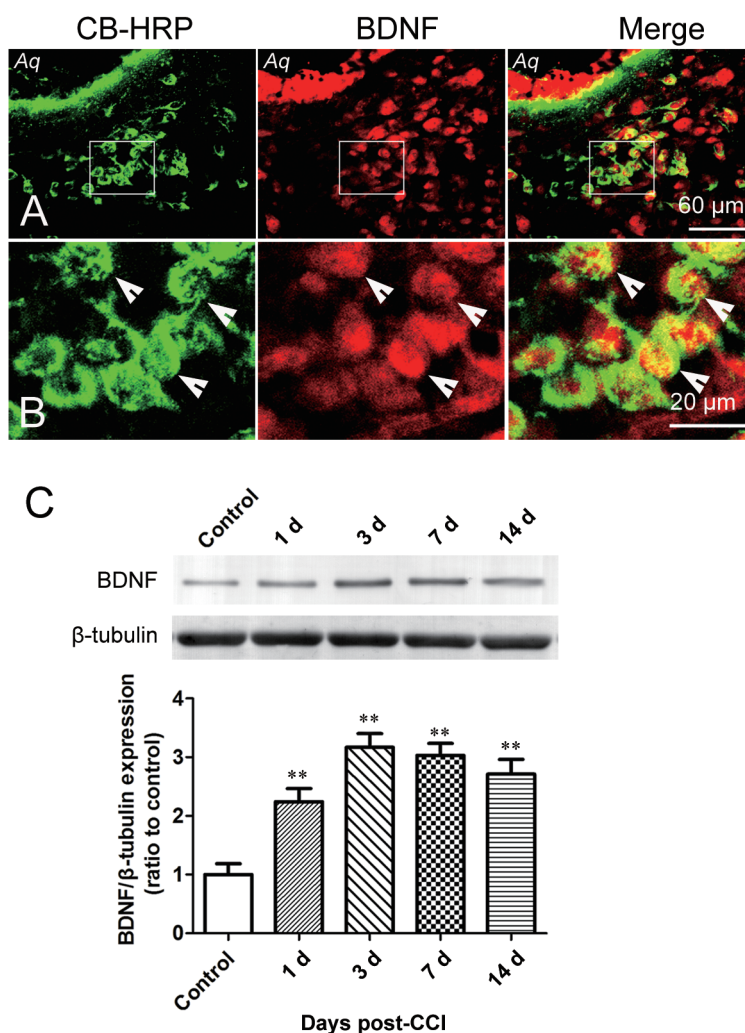 CB-HRP BDNF Merge
Aq Aq Aq
A
60 μm
B
20 μm
C
Control 1 d 3 d 7 d 14 d
BDNF
β-tubulin
BDNF/β-tubulin expression
(ratio to control)
4
3
2
1
0
** ** ** **
Control 1 d 3 d 7 d 14 d
Days post-CCI